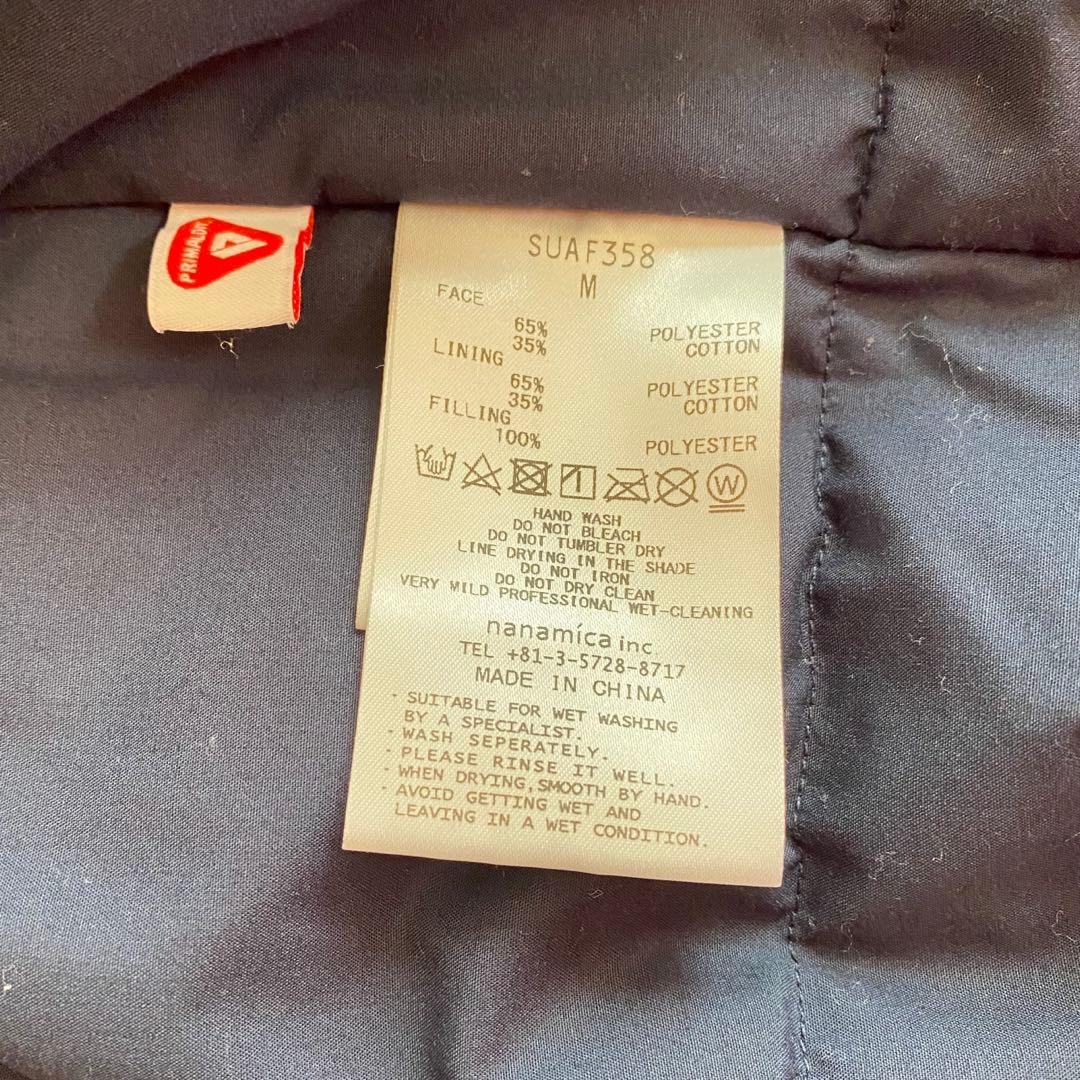 PRIMALOFT
SUAF358
M
FACE
65% POLYESTER
35% COTTON
LINING
65% POLYESTER
35% COTTON
FILLING
100% POLYESTER
W
HAND WASH
DO NOT BLEACH
DO NOT TUMBLER DRY
LINE DRYING IN THE SHADE
DO NOT IRON
DO NOT DRY CLEAN
VERY MILD PROFESSIONAL WET-CLEANING
nanamica inc
TEL +81-3-5728-8717
MADE IN CHINA
· SUITABLE FOR WET WASHING
BY A SPECIALIST.
· WASH SEPERATELY.
· PLEASE RINSE IT WELL.
· WHEN DRYING,SMOOTH BY HAND.
· AVOID GETTING WET AND
LEAVING IN A WET CONDITION.